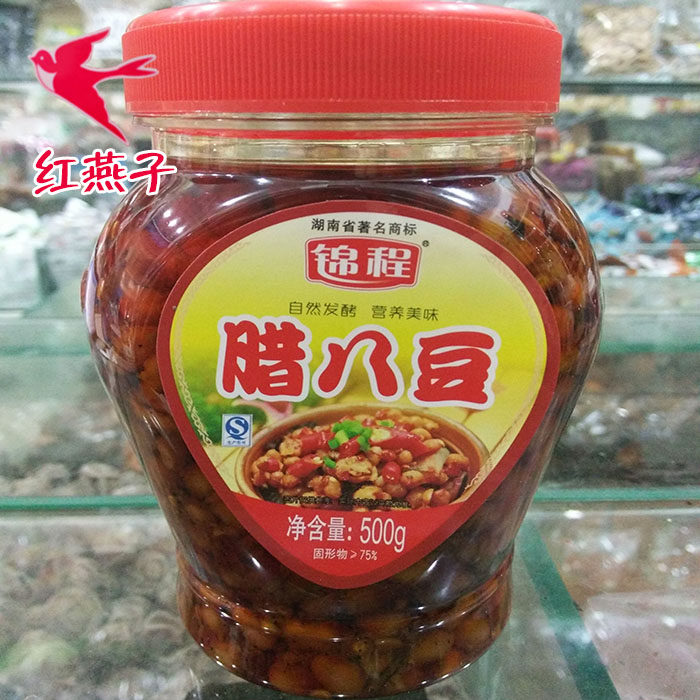 红燕子
湖南省著名商标
锦程®
自然发酵 营养美味
腊八豆
净含量: 500g
固形物≥75%